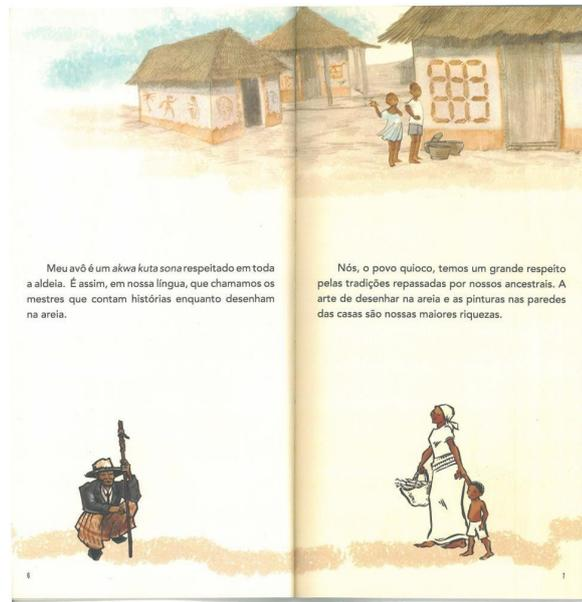 Meu avô é um akwa kuta sona respeitado em toda
a aldeia. É assim, em nossa língua, que chamamos os
mestres que contam histórias enquanto desenham
na areia.
6
Nós, o povo quioco, temos um grande respeito
pelas tradições repassadas por nossos ancestrais. A
arte de desenhar na areia e as pinturas nas paredes
das casas são nossas maiores riquezas.
7